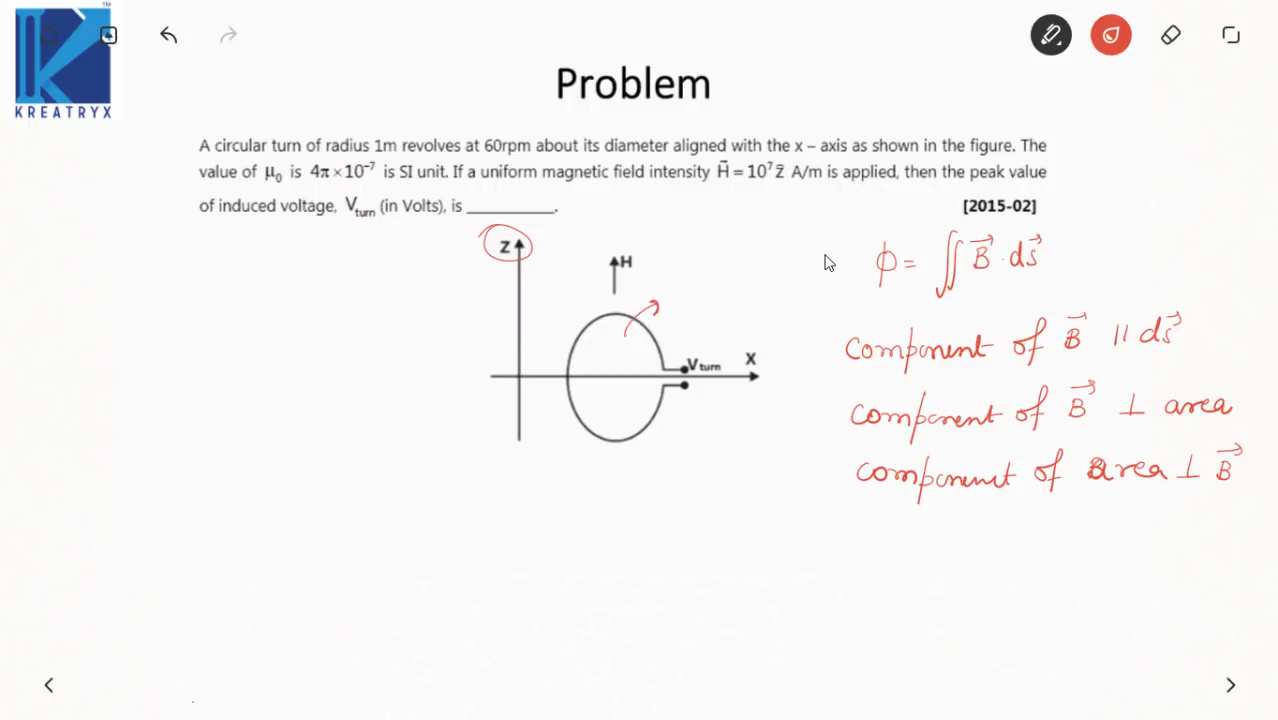 KREATRYX
TM
Problem
A circular turn of radius 1m revolves at 60rpm about its diameter aligned with the x – axis as shown in the figure. The
value of μ₀ is 4π×10⁻⁷ is SI unit. If a uniform magnetic field intensity H⃗ = 10⁷ z̄ A/m is applied, then the peak value
of induced voltage, Vturn (in Volts), is __________. [2015-02]
Z
H
Vturn
X
ϕ = ∬ B⃗ · ds⃗
component of B⃗ || ds⃗
component of B⃗ ⊥ area
component of area ⊥ B⃗